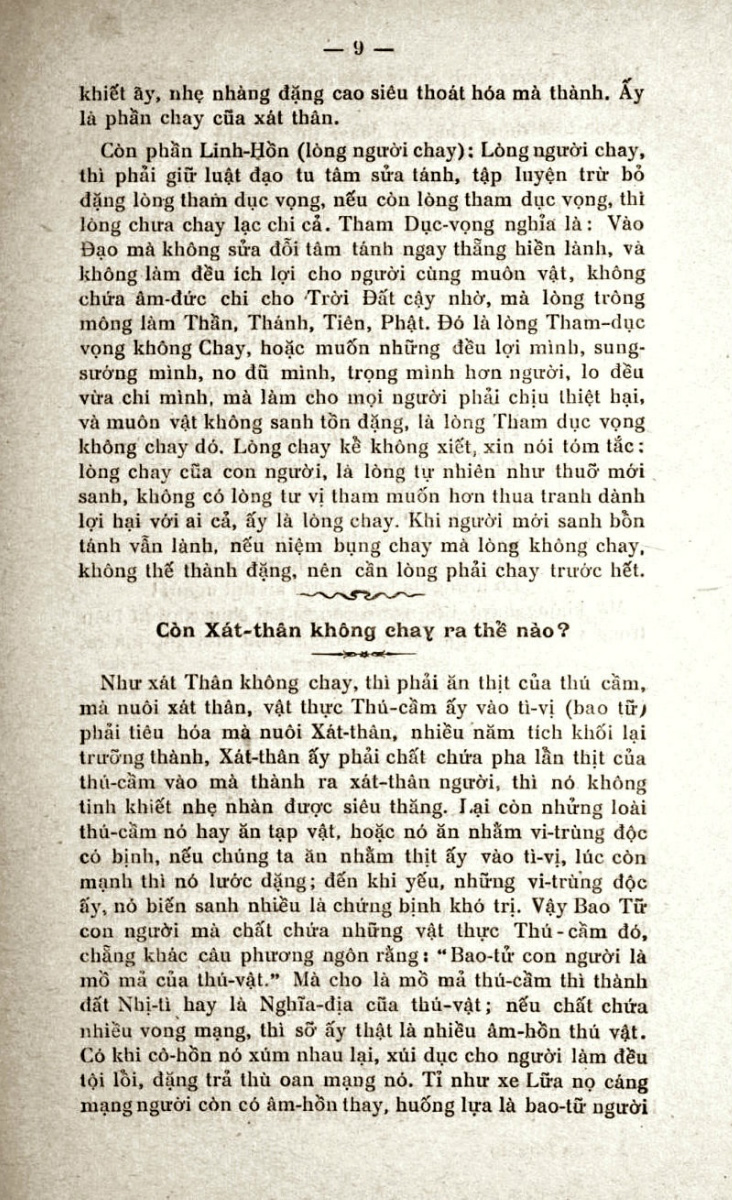 — 9 —
khiết ấy, nhẹ nhàng đặng cao siêu thoát hóa mà thành. Ấy
là phần chay cũa xát thân.
Còn phần Linh-Hồn (lòng người chay): Lòng người chay,
thì phải giữ luật đạo tu tâm sửa tánh, tập luyện trừ bỏ
đặng lòng tham dục vọng, nếu còn lòng tham dục vọng, thì
lòng chưa chay lạc chi cả. Tham Dục-vọng nghỉa là: Vào
Đạo mà không sửa đỗi tâm tánh ngay thẵng hiền lành, và
không làm đều ích lợi cho người cùng muôn vật, không
chứa âm-đức chi cho Trời Đất cậy nhờ, mà lòng trông
mông làm Thần, Thánh, Tiên, Phật. Đó là lòng Tham-dục
vọng không Chay, hoặc muốn những đều lợi mình, sung-
sướng mình, no đũ mình, trọng mình hơn người, lo đều
vừa chí mình, mà làm cho mọi người phải chịu thiệt hại,
và muôn vật không sanh tồn đặng, là lòng Tham dục vọng
không chay đó. Lòng chay kễ không xiết, xin nói tóm tắc:
lòng chay cũa con người, là lòng tự nhiên như thuỡ mới
sanh, không có lòng tư vị tham muốn hơn thua tranh dành
lợi hại với ai cả, ấy là lòng chay. Khi người mới sanh bỗn
tánh vẫn lành, nếu niệm bụng chay mà lòng không chay,
không thế thành đặng, nên cần lòng phải chay trước hết.
Còn Xát-thân không chay ra thế nào?
Như xát Thân không chay, thì phải ăn thịt của thú cầm,
mà nuôi xát thân, vật thực Thú-cầm ấy vào tì-vị (bao tữ)
phải tiêu hóa mà nuôi Xát-thân, nhiều năm tích khối lại
trưỡng thành, Xát-thân ấy phải chất chứa pha lẫn thịt của
thú-cầm vào mà thành ra xát-thân người, thì nó không
tinh khiết nhẹ nhàn được siêu thăng. Lại còn những loài
thú-cầm nó hay ăn tạp vật, hoặc nó ăn nhằm vi-trùng độc
có bịnh, nếu chúng ta ăn nhằm thịt ấy vào tì-vị, lúc còn
mạnh thì nó lướt đặng; đến khi yếu, những vi-trùng độc
ấy, nó biến sanh nhiều là chứng bịnh khó trị. Vậy Bao Tữ
con người mà chất chứa những vật thực Thú-cầm đó,
chẵng khác câu phương ngôn rằng: “Bao-tử con người là
mồ mả của thú-vật.” Mà cho là mồ mả thú-cầm thì thành
đất Nhị-tì hay là Nghĩa-địa cũa thú-vật; nếu chất chứa
nhiều vong mạng, thì sỡ ấy thật là nhiều âm-hồn thú vật.
Có khi cô-hồn nó xúm nhau lại, xúi dục cho người làm đều
tội lồi, đặng trả thù oan mạng nó. Tỉ như xe Lữa nọ cáng
mạng người còn có âm-hồn thay, huống lựa là bao-tữ người